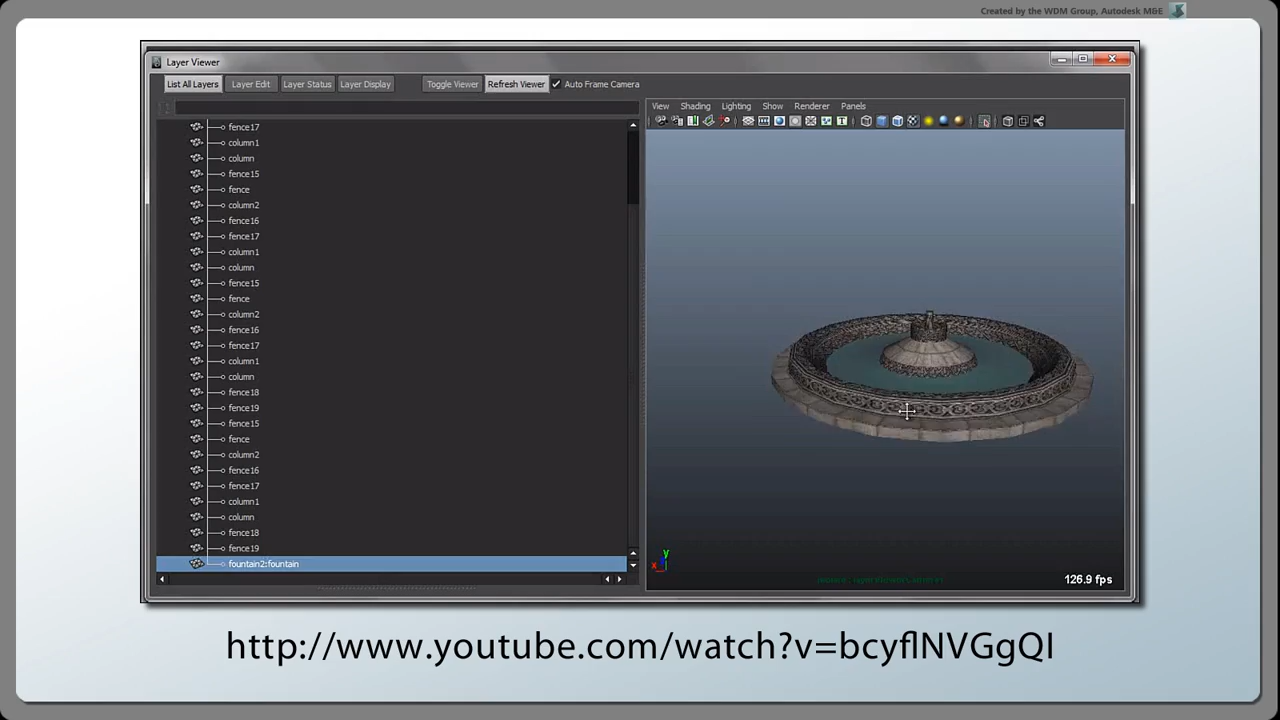 Created by the WDM Group, Autodesk M&E
Layer Viewer
List All Layers Layer Edit Layer Status Layer Display Toggle Viewer Refresh Viewer Auto Frame Camera
View Shading Lighting Show Renderer Panels
fence17
column1
column
fence15
fence
column2
fence16
fence17
column1
column
fence15
fence
column2
fence16
fence17
column1
column
fence18
fence19
fence15
fence
column2
fence16
fence17
column1
column
fence18
fence19
fountain2:fountain
y
x
126.9 fps
http://www.youtube.com/watch?v=bcyflNVGgQI